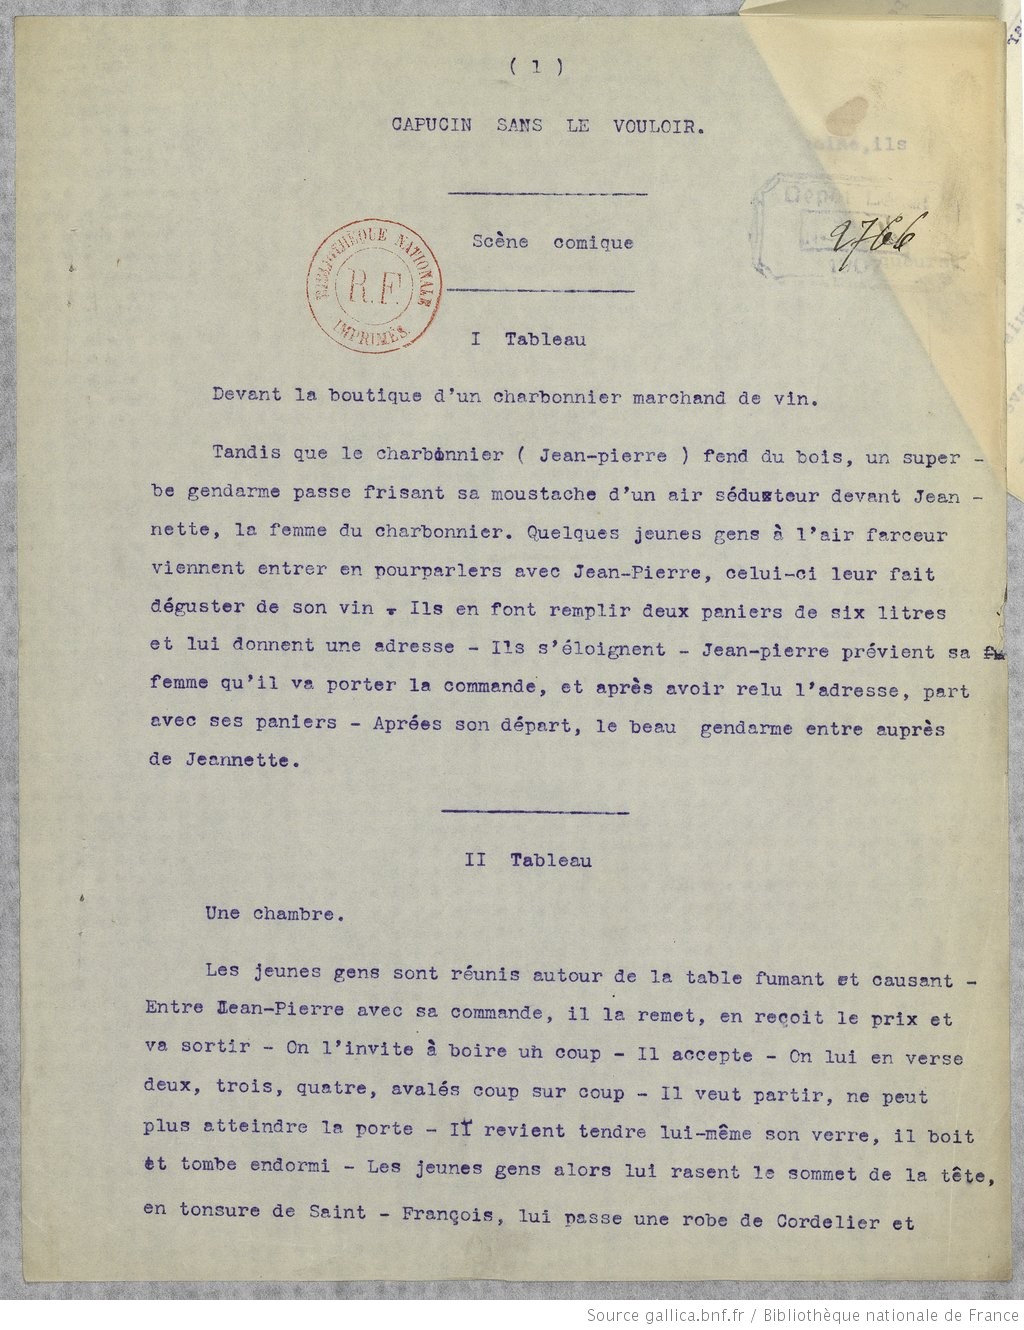 ( 1 )
CAPUCIN SANS LE VOULOIR.
Scène comique
2766
BIBLIOTHÈQUE NATIONALE
R.F.
IMPRIMÉS.
ils
I Tableau
Devant la boutique d'un charbonnier marchand de vin.
Tandis que le charbonnier ( Jean-pierre ) fend du bois, un super -
be gendarme passe frisant sa moustache d'un air séducteur devant Jean -
nette, la femme du charbonnier. Quelques jeunes gens à l'air farceur
viennent entrer en pourparlers avec Jean-Pierre, celui-ci leur fait
déguster de son vin - Ils en font remplir deux paniers de six litres
et lui donnent une adresse - Ils s'éloignent - Jean-pierre prévient sa
femme qu'il va porter la commande, et après avoir relu l'adresse, part
avec ses paniers - Aprées son départ, le beau gendarme entre auprès
de Jeannette.
II Tableau
Une chambre.
Les jeunes gens sont réunis autour de la table fumant et causant -
Entre Jean-Pierre avec sa commande, il la remet, en reçoit le prix et
va sortir - On l'invite à boire un coup - Il accepte - On lui en verse
deux, trois, quatre, avalés coup sur coup - Il veut partir, ne peut
plus atteindre la porte - Il revient tendre lui-même son verre, il boit
et tombe endormi - Les jeunes gens alors lui rasent le sommet de la tête,
en tonsure de Saint - François, lui passe une robe de Cordelier et
Source gallica.bnf.fr / Bibliothèque nationale de France